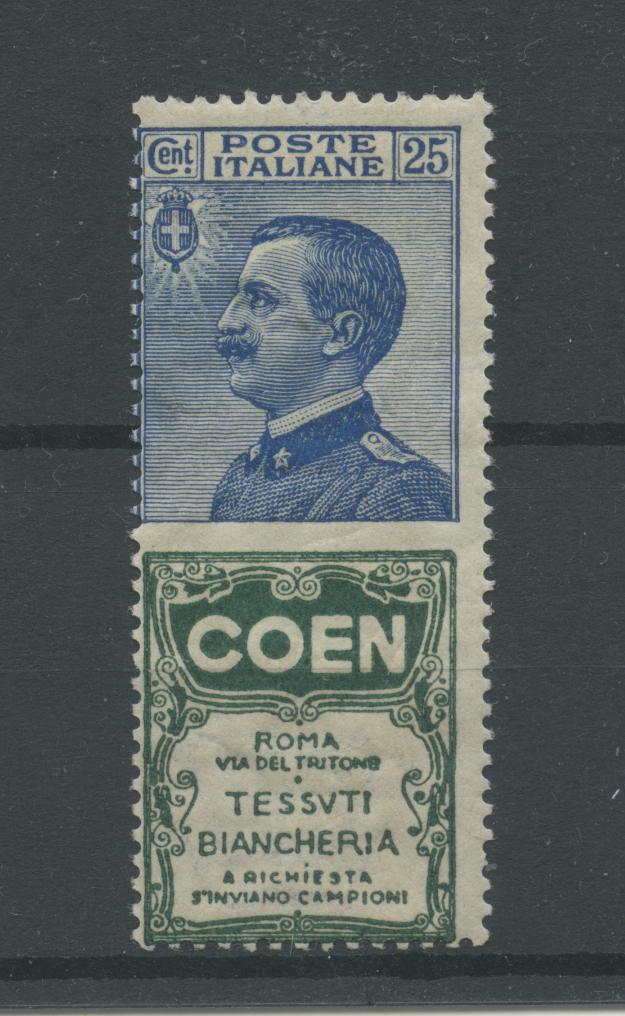 Cent. POSTE ITALIANE 25
COEN
ROMA
VIA DEL TRITONE
TESSVTI
BIANCHERIA
A RICHIESTA
S'INVIANO CAMPIONI